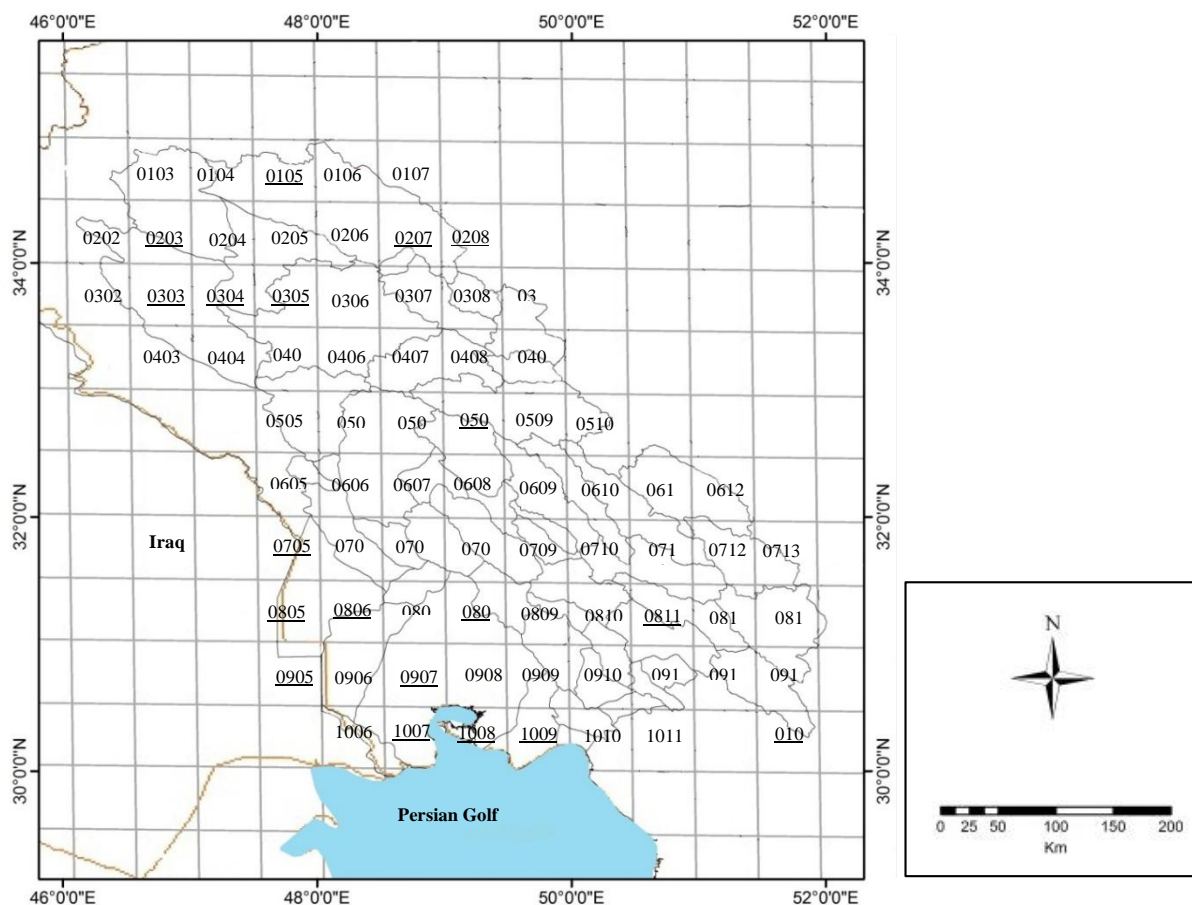 46°0'0"E 48°0'0"E 50°0'0"E 52°0'0"E
0103 0104 0105 0106 0107
0202 0203 0204 0205 0206 0207 0208
34°0'0"N 34°0'0"N
0302 0303 0304 0305 0306 0307 0308 03
0403 0404 040 0406 0407 0408 040
0505 050 050 050 0509 0510
0605 0606 0607 0608 0609 0610 061 0612
32°0'0"N 32°0'0"N
Iraq 0705 070 070 070 0709 0710 071 0712 0713
0805 0806 080 080 0809 0810 0811 081 081
0905 0906 0907 0908 0909 0910 091 091 091
1006 1007 1008 1009 1010 1011 010
30°0'0"N 30°0'0"N
Persian Golf
46°0'0"E 48°0'0"E 50°0'0"E 52°0'0"E
N
0 25 50 100 150 200
Km